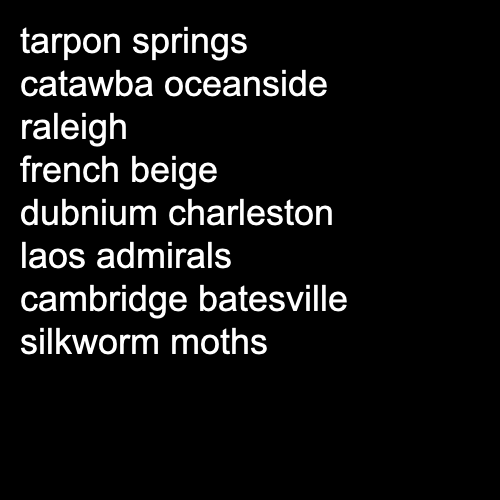 tarpon springs
catawba oceanside
raleigh
french beige
dubnium charleston
laos admirals
cambridge batesville
silkworm moths